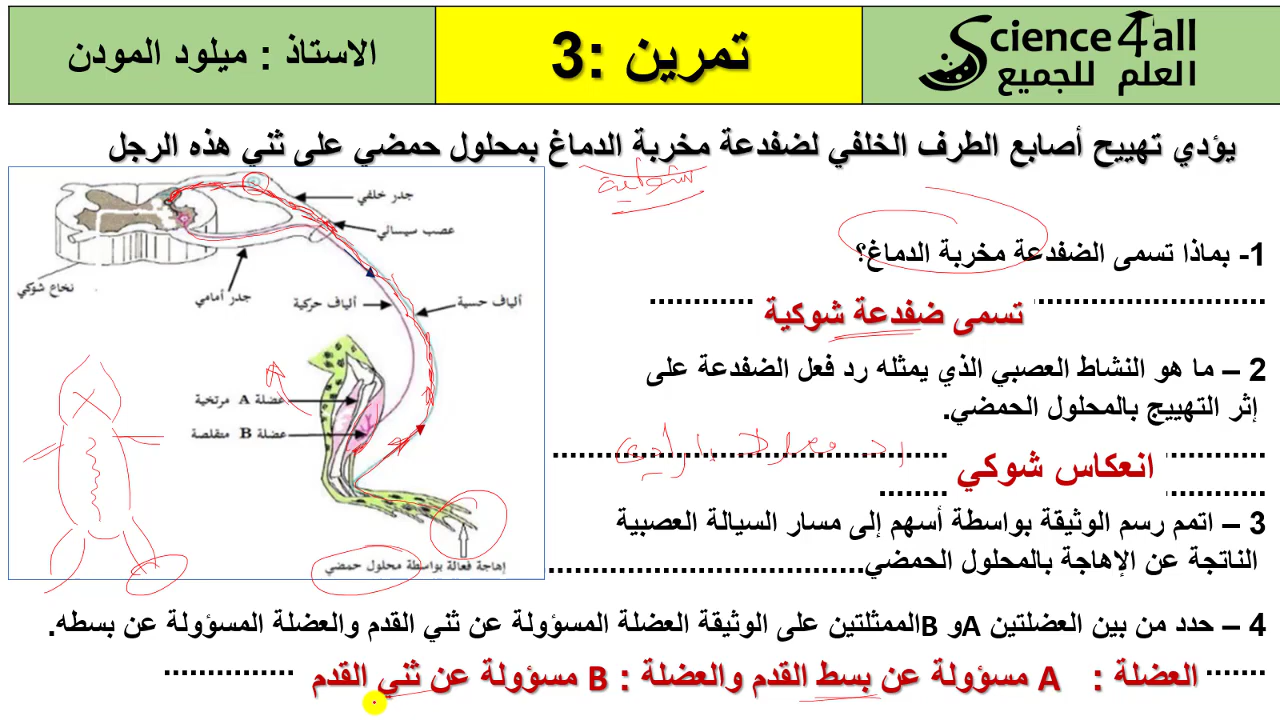 Science4all
العلم للجميع
تمرين :3
الاستاذ : ميلود المودن
يؤدي تهييج أصابع الطرف الخلفي لضفدعة مخربة الدماغ بمحلول حمضي على ثني هذه الرجل
شوكية
1- بماذا تسمى الضفدعة مخربة الدماغ؟
تسمى ضفدعة شوكية
2 – ما هو النشاط العصبي الذي يمثله رد فعل الضفدعة على
إثر التهييج بالمحلول الحمضي.
انعكاس شوكي
3 – اتمم رسم الوثيقة بواسطة أسهم إلى مسار السيالة العصبية
الناتجة عن الإهاجة بالمحلول الحمضي
4 – حدد من بين العضلتين A و B الممثلتين على الوثيقة العضلة المسؤولة عن ثني القدم والعضلة المسؤولة عن بسطه.
العضلة : A مسؤولة عن بسط القدم والعضلة : B مسؤولة عن ثني القدم
جدر خلفي
عصب سيساني
نخاع شوكي
جدر أمامي
ألياف حركية
ألياف حسية
عضلة A مرتخية
عضلة B متقلصة
إهاجة فعالة بواسطة محلول حمضي